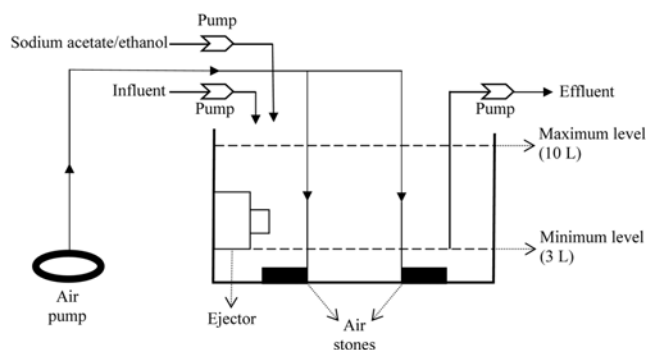 Pump
Sodium acetate/ethanol
Influent
Pump
Pump
Effluent
Maximum level
(10 L)
Minimum level
(3 L)
Air
pump
Ejector
Air
stones